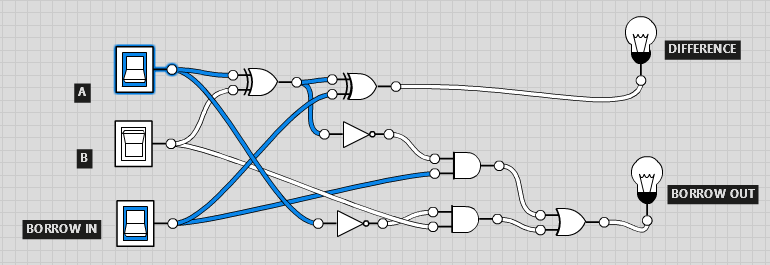 DIFFERENCE
A
B
BORROW OUT
BORROW IN